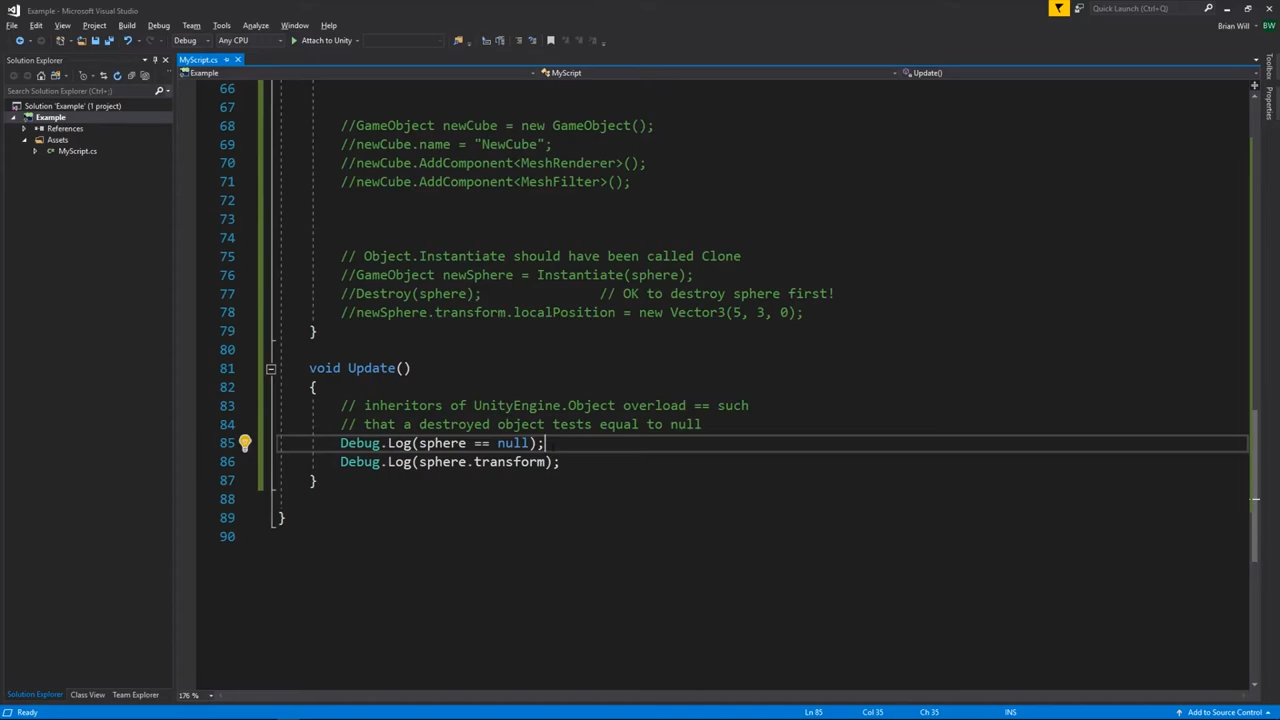 Example - Microsoft Visual Studio
Quick Launch (Ctrl+Q)
File Edit View Project Build Debug Team Tools Analyze Window Help
Brian Will BW
Debug Any CPU Attach to Unity
Solution Explorer
MyScript.cs
Example MyScript Update()
Search Solution Explorer (Ctrl+;)
Solution 'Example' (1 project)
Example
References
Assets
MyScript.cs
Toolbox
Properties
66
67
68 //GameObject newCube = new GameObject();
69 //newCube.name = "NewCube";
70 //newCube.AddComponent<MeshRenderer>();
71 //newCube.AddComponent<MeshFilter>();
72
73
74
75 // Object.Instantiate should have been called Clone
76 //GameObject newSphere = Instantiate(sphere);
77 //Destroy(sphere); // OK to destroy sphere first!
78 //newSphere.transform.localPosition = new Vector3(5, 3, 0);
79 }
80
81 void Update()
82 {
83 // inheritors of UnityEngine.Object overload == such
84 // that a destroyed object tests equal to null
85 Debug.Log(sphere == null);
86 Debug.Log(sphere.transform);
87 }
88
89 }
90
Solution Explorer Class View Team Explorer
176 %
Ready Ln 85 Col 35 Ch 35 INS Add to Source Control